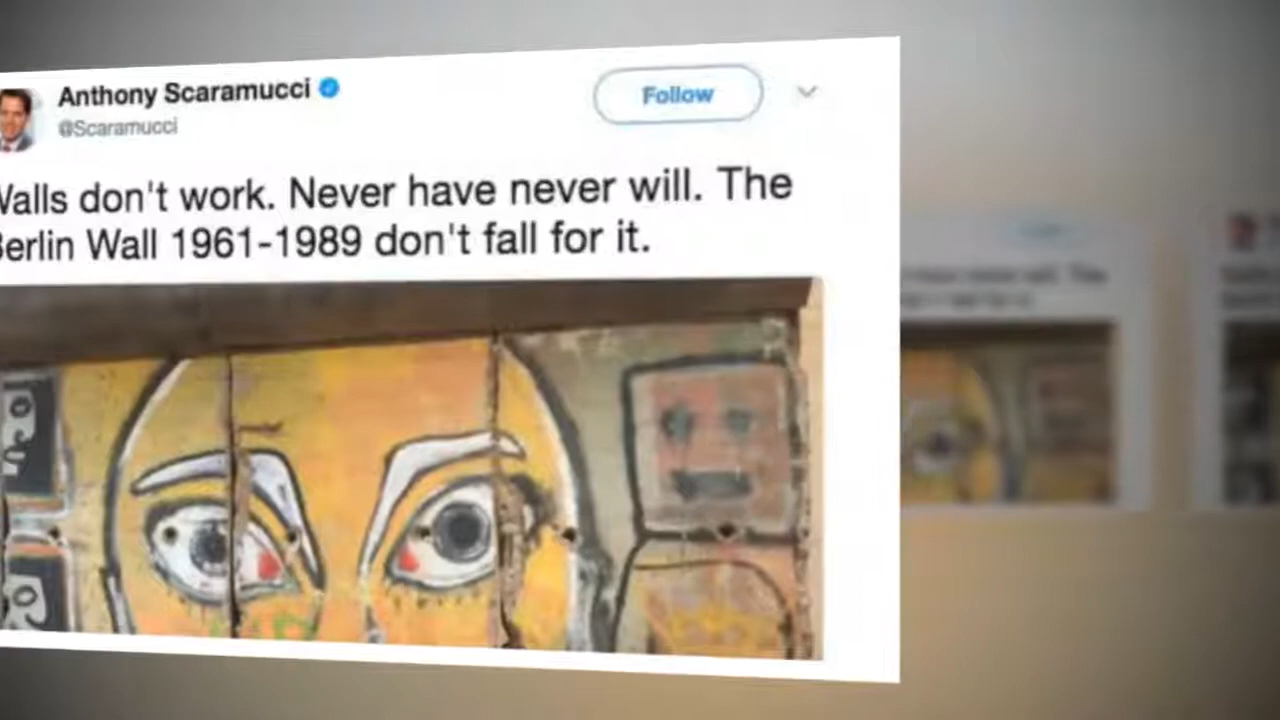 Anthony Scaramucci
Follow
@Scaramucci
Walls don't work. Never have never will. The
Berlin Wall 1961-1989 don't fall for it.